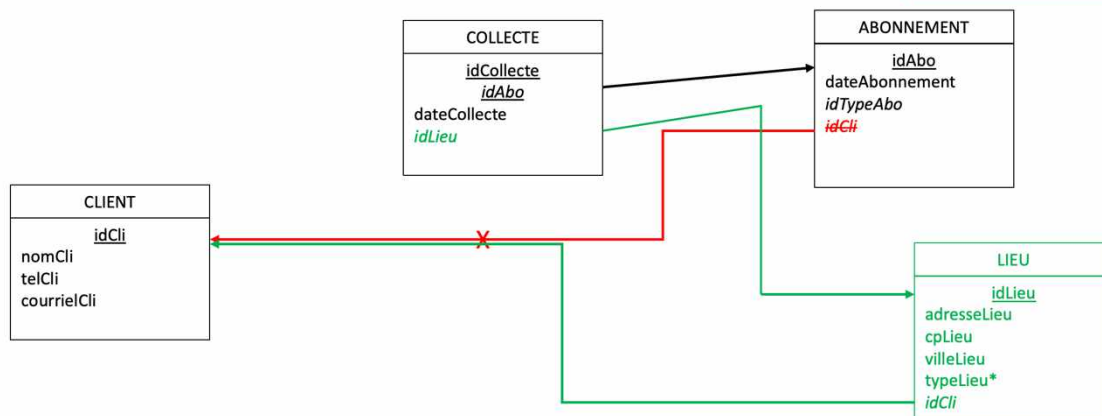 COLLECTE
idCollecte
idAbo
dateCollecte
idLieu
ABONNEMENT
idAbo
dateAbonnement
idTypeAbo
idCli
CLIENT
idCli
nomCli
telCli
courrielCli
X
LIEU
idLieu
adresseLieu
cpLieu
villeLieu
typeLieu*
idCli